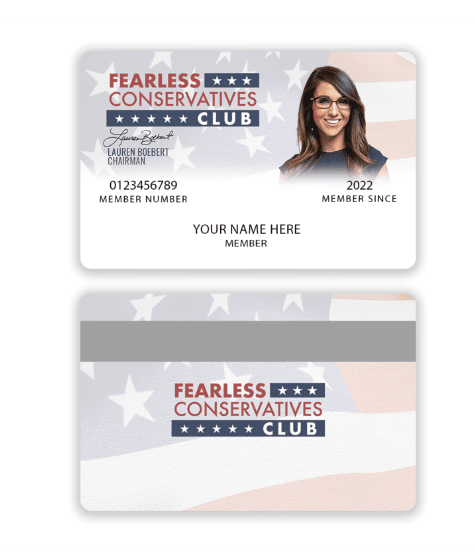 FEARLESS
CONSERVATIVES
CLUB
Lauren Boebert
LAUREN BOEBERT
CHAIRMAN
0123456789
MEMBER NUMBER
2022
MEMBER SINCE
YOUR NAME HERE
MEMBER
FEARLESS
CONSERVATIVES
CLUB